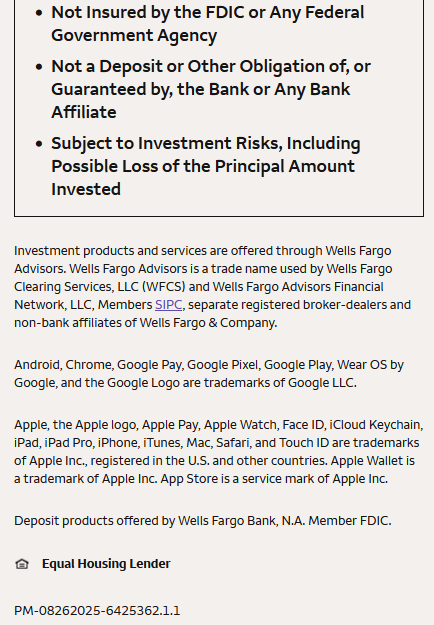 • Not Insured by the FDIC or Any Federal
Government Agency
• Not a Deposit or Other Obligation of, or
Guaranteed by, the Bank or Any Bank
Affiliate
• Subject to Investment Risks, Including
Possible Loss of the Principal Amount
Invested
Investment products and services are offered through Wells Fargo
Advisors. Wells Fargo Advisors is a trade name used by Wells Fargo
Clearing Services, LLC (WFCS) and Wells Fargo Advisors Financial
Network, LLC, Members SIPC, separate registered broker-dealers and
non-bank affiliates of Wells Fargo & Company.
Android, Chrome, Google Pay, Google Pixel, Google Play, Wear OS by
Google, and the Google Logo are trademarks of Google LLC.
Apple, the Apple logo, Apple Pay, Apple Watch, Face ID, iCloud Keychain,
iPad, iPad Pro, iPhone, iTunes, Mac, Safari, and Touch ID are trademarks
of Apple Inc., registered in the U.S. and other countries. Apple Wallet is
a trademark of Apple Inc. App Store is a service mark of Apple Inc.
Deposit products offered by Wells Fargo Bank, N.A. Member FDIC.
Equal Housing Lender
PM-08262025-6425362.1.1